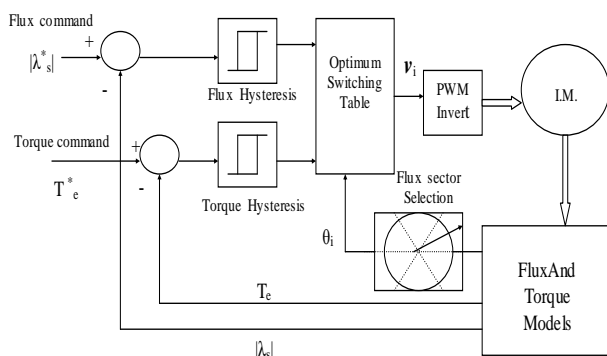 Flux command
+
|λ*s|
-
Flux Hysteresis
Optimum
Switching
Table
vi
PWM
Invert
I.M.
Torque command
+
T*e
-
Torque Hysteresis
Flux sector
Selection
θi
FluxAnd
Torque
Models
Te
|λs|